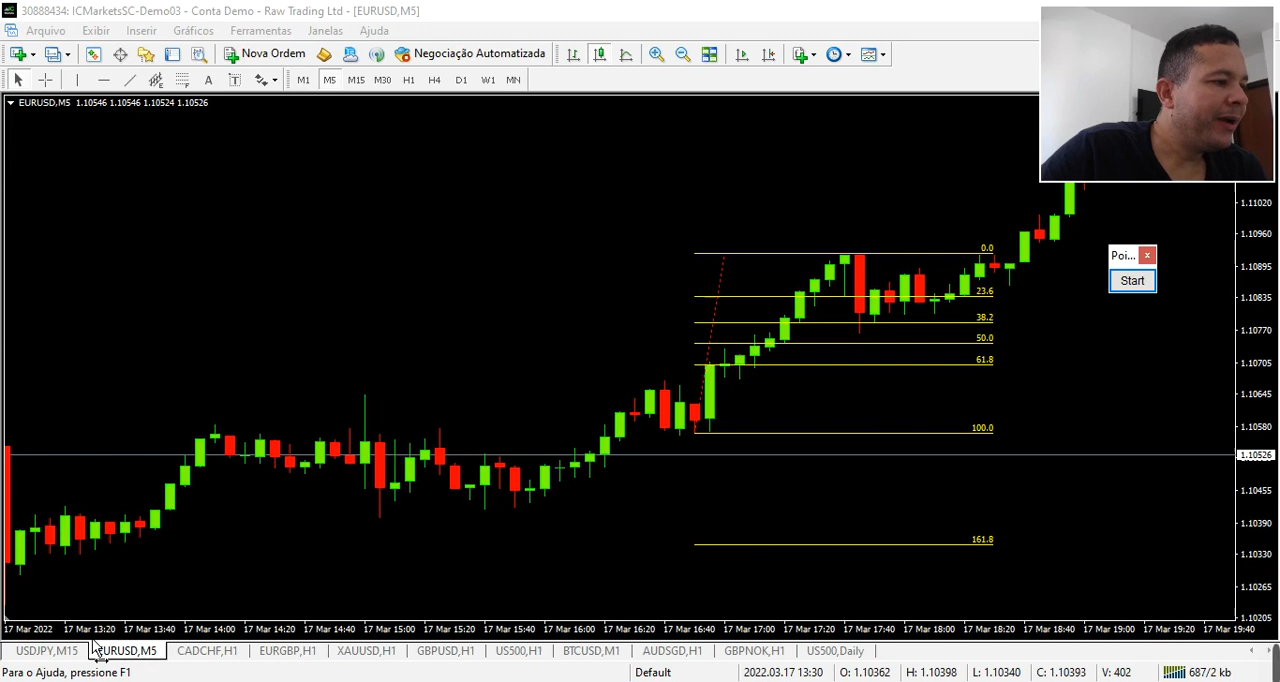 30888434: ICMarketsSC-Demo03 - Conta Demo - Raw Trading Ltd - [EURUSD,M5]
Arquivo Exibir Inserir Gráficos Ferramentas Janelas Ajuda
Nova Ordem Negociação Automatizada
A T M1 M5 M15 M30 H1 H4 D1 W1 MN
EURUSD,M5 1.10546 1.10546 1.10524 1.10526
1.11020
1.10960
1.10895
1.10835
1.10770
1.10705
1.10645
1.10580
1.10526
1.10455
1.10390
1.10330
1.10265
1.10205
Poi...
Start
0.0
23.6
38.2
50.0
61.8
100.0
161.8
17 Mar 2022 17 Mar 13:20 17 Mar 13:40 17 Mar 14:00 17 Mar 14:20 17 Mar 14:40 17 Mar 15:00 17 Mar 15:20 17 Mar 15:40 17 Mar 16:00 17 Mar 16:20 17 Mar 16:40 17 Mar 17:00 17 Mar 17:20 17 Mar 17:40 17 Mar 18:00 17 Mar 18:20 17 Mar 18:40 17 Mar 19:00 17 Mar 19:20 17 Mar 19:40
USDJPY,M15 EURUSD,M5 CADCHF,H1 EURGBP,H1 XAUUSD,H1 GBPUSD,H1 US500,H1 BTCUSD,M1 AUDSGD,H1 GBPNOK,H1 US500,Daily
Para o Ajuda, pressione F1 Default 2022.03.17 13:30 O: 1.10362 H: 1.10398 L: 1.10340 C: 1.10393 V: 402 687/2 kb